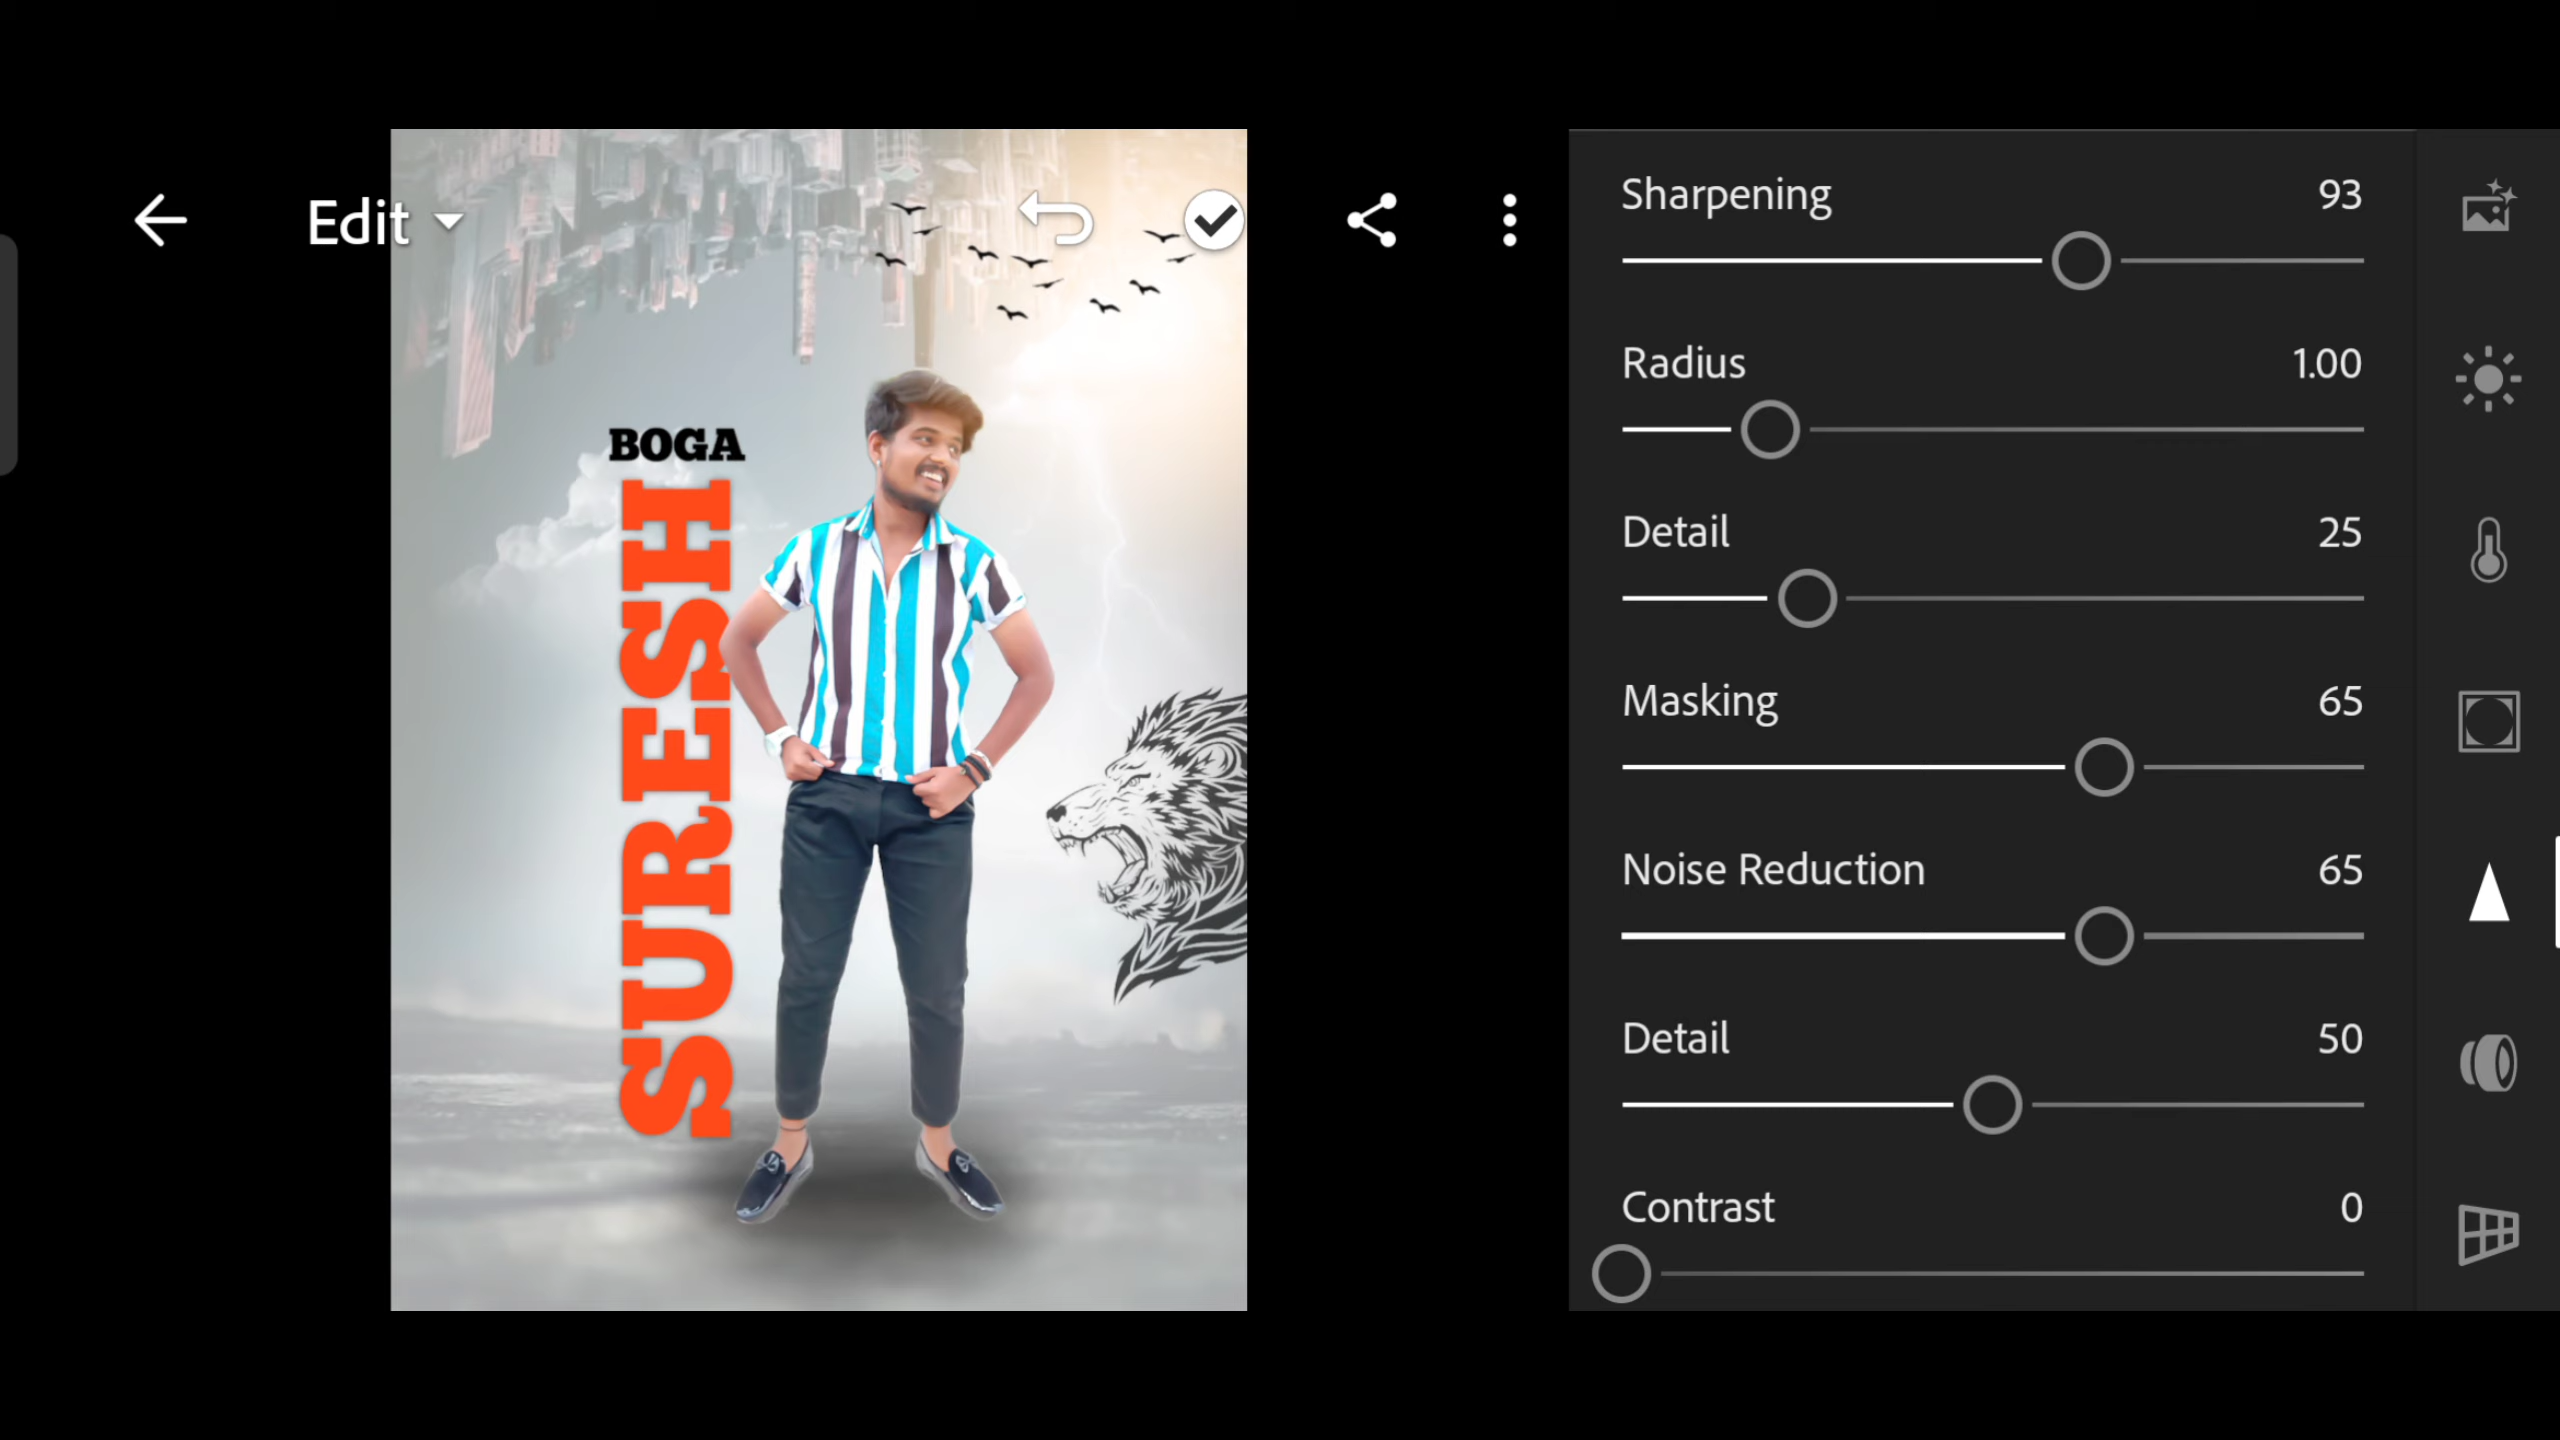 Edit
BOGA
SURESH
Sharpening 93
Radius 1.00
Detail 25
Masking 65
Noise Reduction 65
Detail 50
Contrast 0